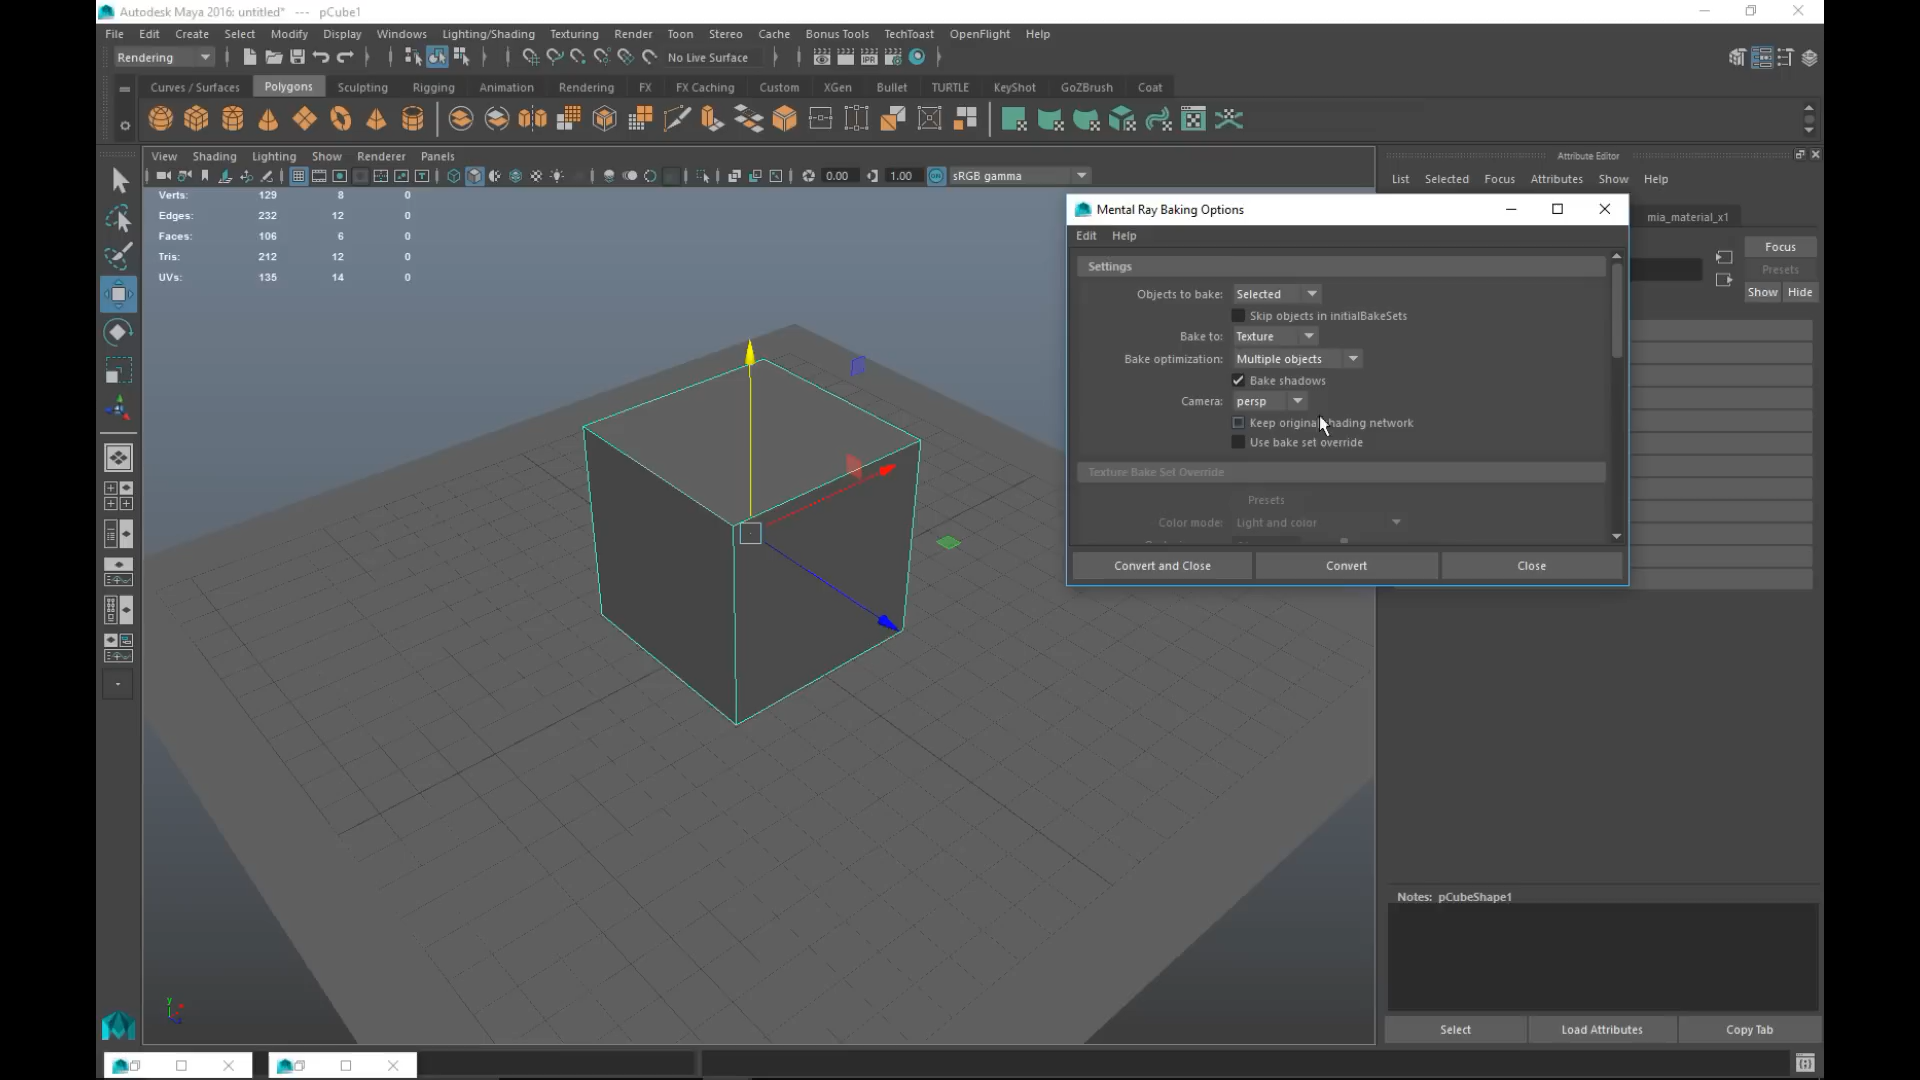 Autodesk Maya 2016: untitled* --- pCube1
File Edit Create Select Modify Display Windows Lighting/Shading Texturing Render Toon Stereo Cache Bonus Tools TechToast OpenFlight Help
Rendering No Live Surface
Curves / Surfaces Polygons Sculpting Rigging Animation Rendering FX FX Caching Custom XGen Bullet TURTLE KeyShot GoZBrush Coat
View Shading Lighting Show Renderer Panels
0.00 1.00 sRGB gamma
Verts: 129 8 0
Edges: 232 12 0
Faces: 106 6 0
Tris: 212 12 0
UVs: 135 14 0
Attribute Editor
List Selected Focus Attributes Show Help
mia_material_x1
Focus
Presets
Show Hide
Mental Ray Baking Options
Edit Help
Settings
Objects to bake: Selected
Skip objects in initialBakeSets
Bake to: Texture
Bake optimization: Multiple objects
Bake shadows
Camera: persp
Keep original shading network
Use bake set override
Texture Bake Set Override
Presets
Color mode: Light and color
Convert and Close Convert Close
Notes: pCubeShape1
Select Load Attributes Copy Tab
y